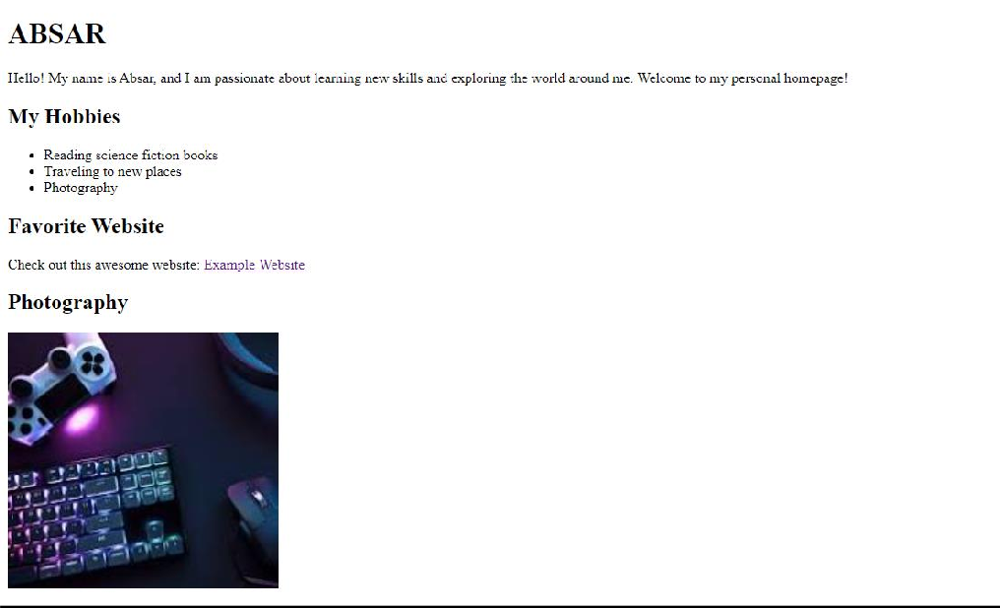 ABSAR
Hello! My name is Absar, and I am passionate about learning new skills and exploring the world around me. Welcome to my personal homepage!
My Hobbies
Reading science fiction books
Traveling to new places
Photography
Favorite Website
Check out this awesome website: Example Website
Photography